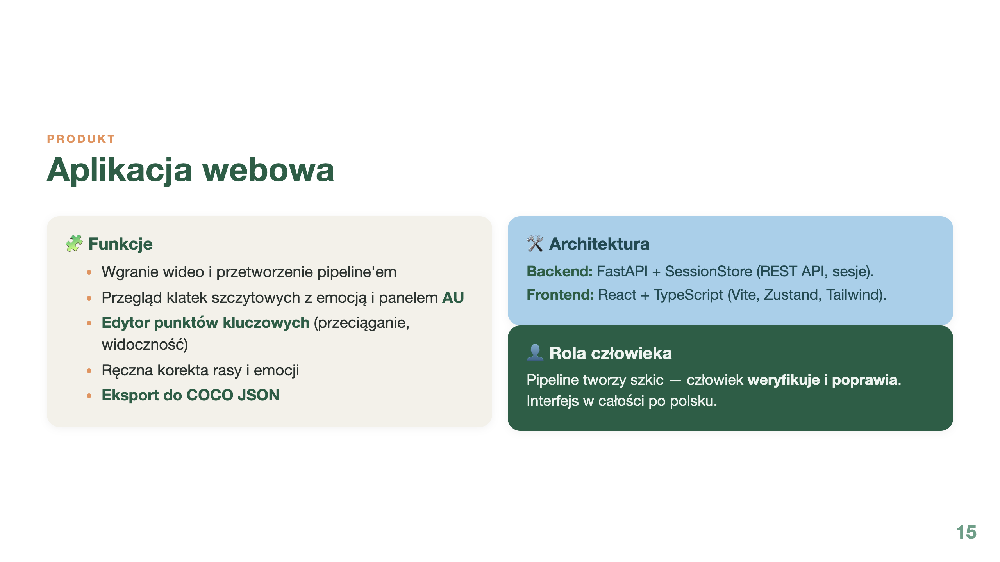 PRODUKT
Aplikacja webowa
Funkcje
Wgranie wideo i przetworzenie pipeline'em
Przegląd klatek szczytowych z emocją i panelem AU
Edytor punktów kluczowych (przeciąganie,
widoczność)
Ręczna korekta rasy i emocji
Eksport do COCO JSON
Architektura
Backend: FastAPI + SessionStore (REST API, sesje).
Frontend: React + TypeScript (Vite, Zustand, Tailwind).
Rola człowieka
Pipeline tworzy szkic — człowiek weryfikuje i poprawia.
Interfejs w całości po polsku.
15